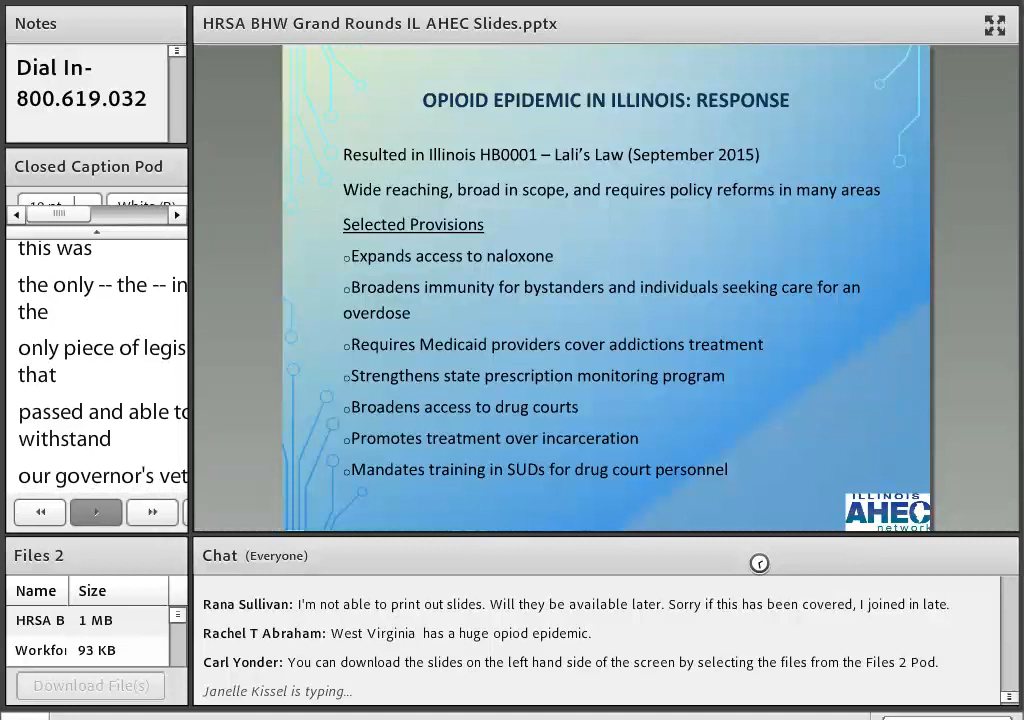 Notes
Dial In-
800.619.032
Closed Caption Pod
this was
the only -- the -- in
the
only piece of legis
that
passed and able to
withstand
our governor's vet
Files 2
Name Size
HRSA B 1 MB
Workfo 93 KB
Download File(s)
HRSA BHW Grand Rounds IL AHEC Slides.pptx
OPIOID EPIDEMIC IN ILLINOIS: RESPONSE
Resulted in Illinois HB0001 – Lali's Law (September 2015)
Wide reaching, broad in scope, and requires policy reforms in many areas
Selected Provisions
○Expands access to naloxone
○Broadens immunity for bystanders and individuals seeking care for an
overdose
○Requires Medicaid providers cover addictions treatment
○Strengthens state prescription monitoring program
○Broadens access to drug courts
○Promotes treatment over incarceration
○Mandates training in SUDs for drug court personnel
ILLINOIS
AHEC
network
Chat (Everyone)
Rana Sullivan: I'm not able to print out slides. Will they be available later. Sorry if this has been covered, I joined in late.
Rachel T Abraham: West Virginia has a huge opiod epidemic.
Carl Yonder: You can download the slides on the left hand side of the screen by selecting the files from the Files 2 Pod.
Janelle Kissel is typing...